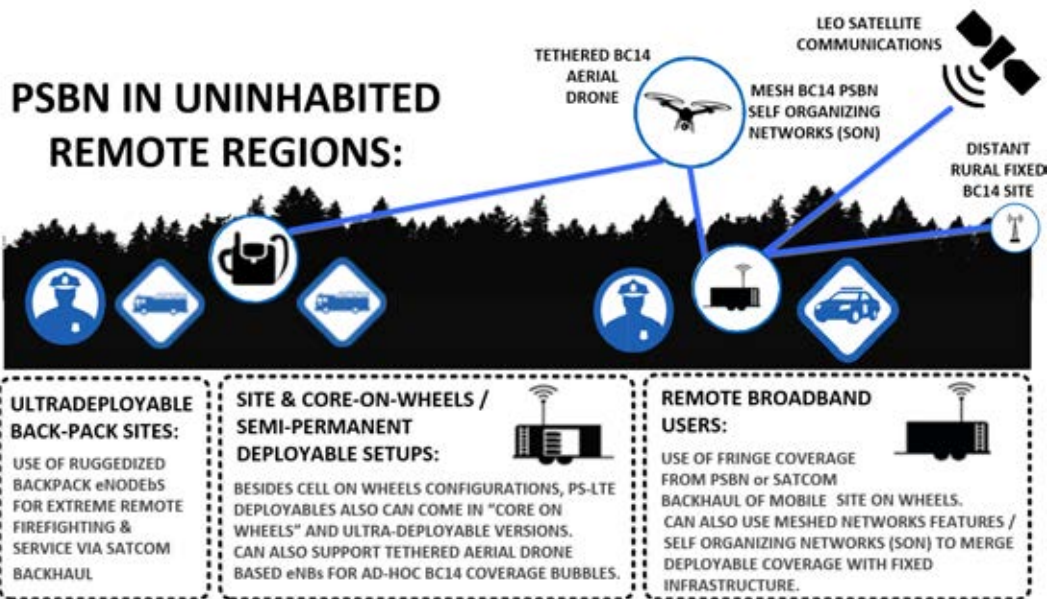 PSBN IN UNINHABITED
REMOTE REGIONS:
TETHERED BC14
AERIAL
DRONE
MESH BC14 PSBN
SELF ORGANIZING
NETWORKS (SON)
LEO SATELLITE
COMMUNICATIONS
DISTANT
RURAL FIXED
BC14 SITE
ULTRADEPLOYABLE
BACK-PACK SITES:
USE OF RUGGEDIZED
BACKPACK eNODEbS
FOR EXTREME REMOTE
FIREFIGHTING &
SERVICE VIA SATCOM
BACKHAUL
SITE & CORE-ON-WHEELS /
SEMI-PERMANENT
DEPLOYABLE SETUPS:
BESIDES CELL ON WHEELS CONFIGURATIONS, PS-LTE
DEPLOYABLES ALSO CAN COME IN "CORE ON
WHEELS" AND ULTRA-DEPLOYABLE VERSIONS.
CAN ALSO SUPPORT TETHERED AERIAL DRONE
BASED eNBs FOR AD-HOC BC14 COVERAGE BUBBLES.
REMOTE BROADBAND
USERS:
USE OF FRINGE COVERAGE
FROM PSBN or SATCOM
BACKHAUL OF MOBILE SITE ON WHEELS.
CAN ALSO USE MESHED NETWORKS FEATURES /
SELF ORGANIZING NETWORKS (SON) TO MERGE
DEPLOYABLE COVERAGE WITH FIXED
INFRASTRUCTURE.